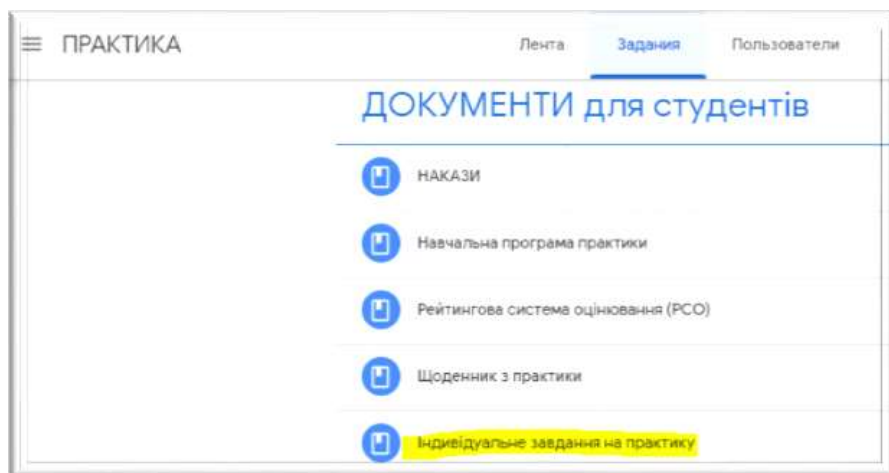 ПРАКТИКА
Лента Задания Пользователи
ДОКУМЕНТИ для студентів
НАКАЗИ
Навчальна програма практики
Рейтингова система оцінювання (РСО)
Щоденник з практики
Індивідуальне завдання на практику